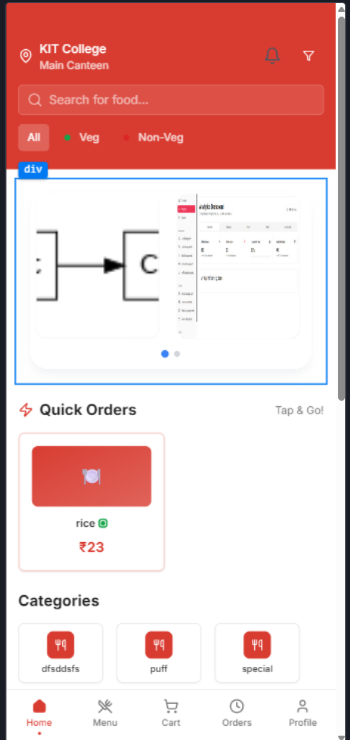 KIT College
Main Canteen
Search for food...
All Veg Non-Veg
div
C
Quick Orders Tap & Go!
rice
₹23
Categories
dfsddsfs puff special
Home Menu Cart Orders Profile